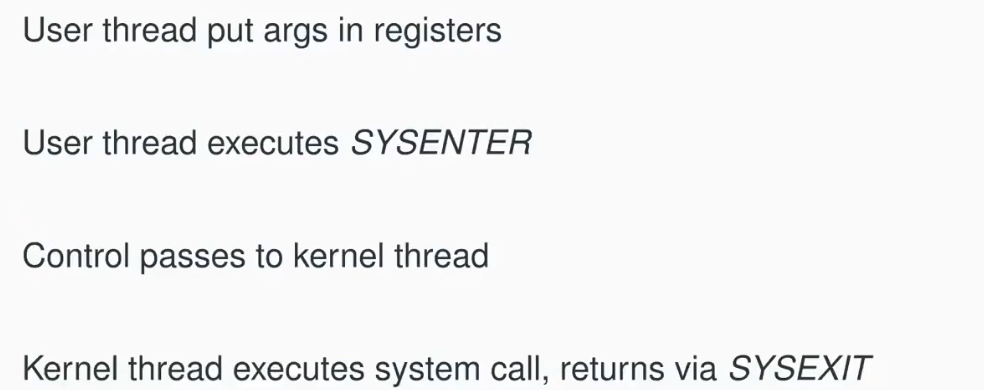 User thread put args in registers
User thread executes SYSENTER
Control passes to kernel thread
Kernel thread executes system call, returns via SYSEXIT